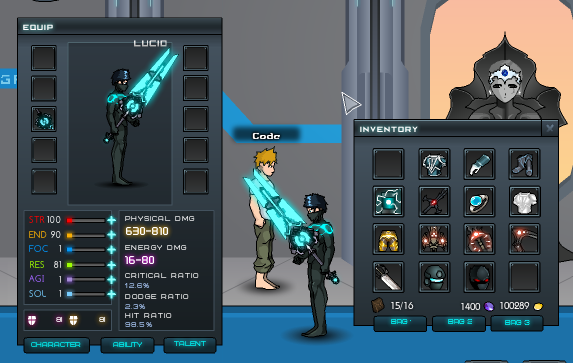 EQUIP
LUCIO
Code
INVENTORY
STR 100
END 90
FOC 1
RES 81
AGI 1
SOL 1
PHYSICAL DMG
630-810
ENERGY DMG
16-80
CRITICAL RATIO
12.6%
DODGE RATIO
2.3%
HIT RATIO
98.5%
CHARACTER
ABILITY
TALENT
15/16
1400
100289
BAG 1
BAG 2
BAG 3